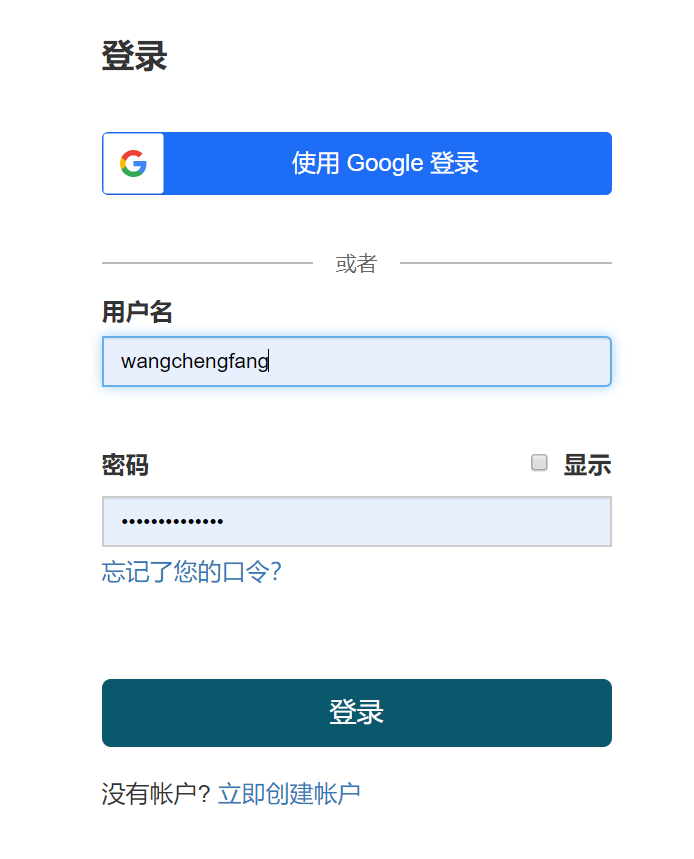 登录
使用 Google 登录
或者
用户名
wangchengfang
密码
显示
••••••••••••••
忘记了您的口令?
登录
没有帐户? 立即创建帐户